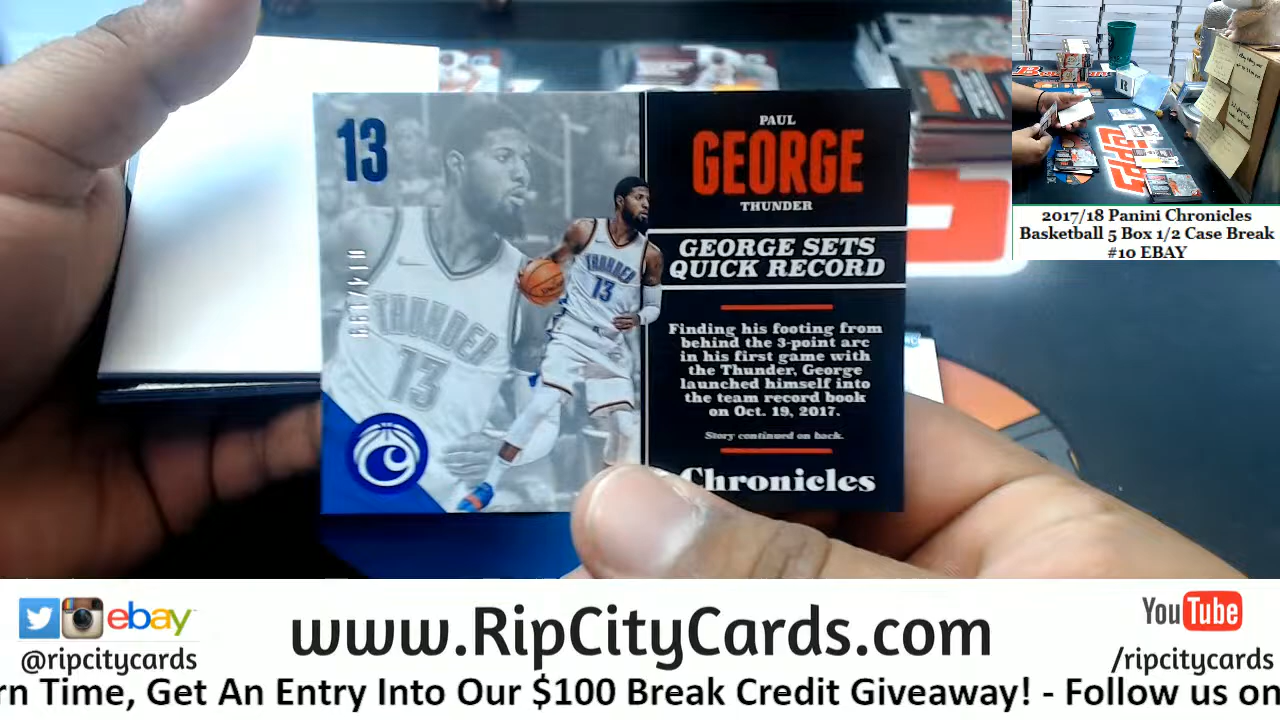 13
PAUL
GEORGE
THUNDER
GEORGE SETS
QUICK RECORD
Finding his footing from
behind the 3-point arc
in his first game with
the Thunder, George
launched himself into
the team record book
on Oct. 19, 2017.
Story continued on back.
Chronicles
THUNDER
13
THUNDER
13
2017/18 Panini Chronicles
Basketball 5 Box 1/2 Case Break
#10 EBAY
ebay
@ripcitycards
www.RipCityCards.com
YouTube
/ripcitycards
rn Time, Get An Entry Into Our $100 Break Credit Giveaway! - Follow us on